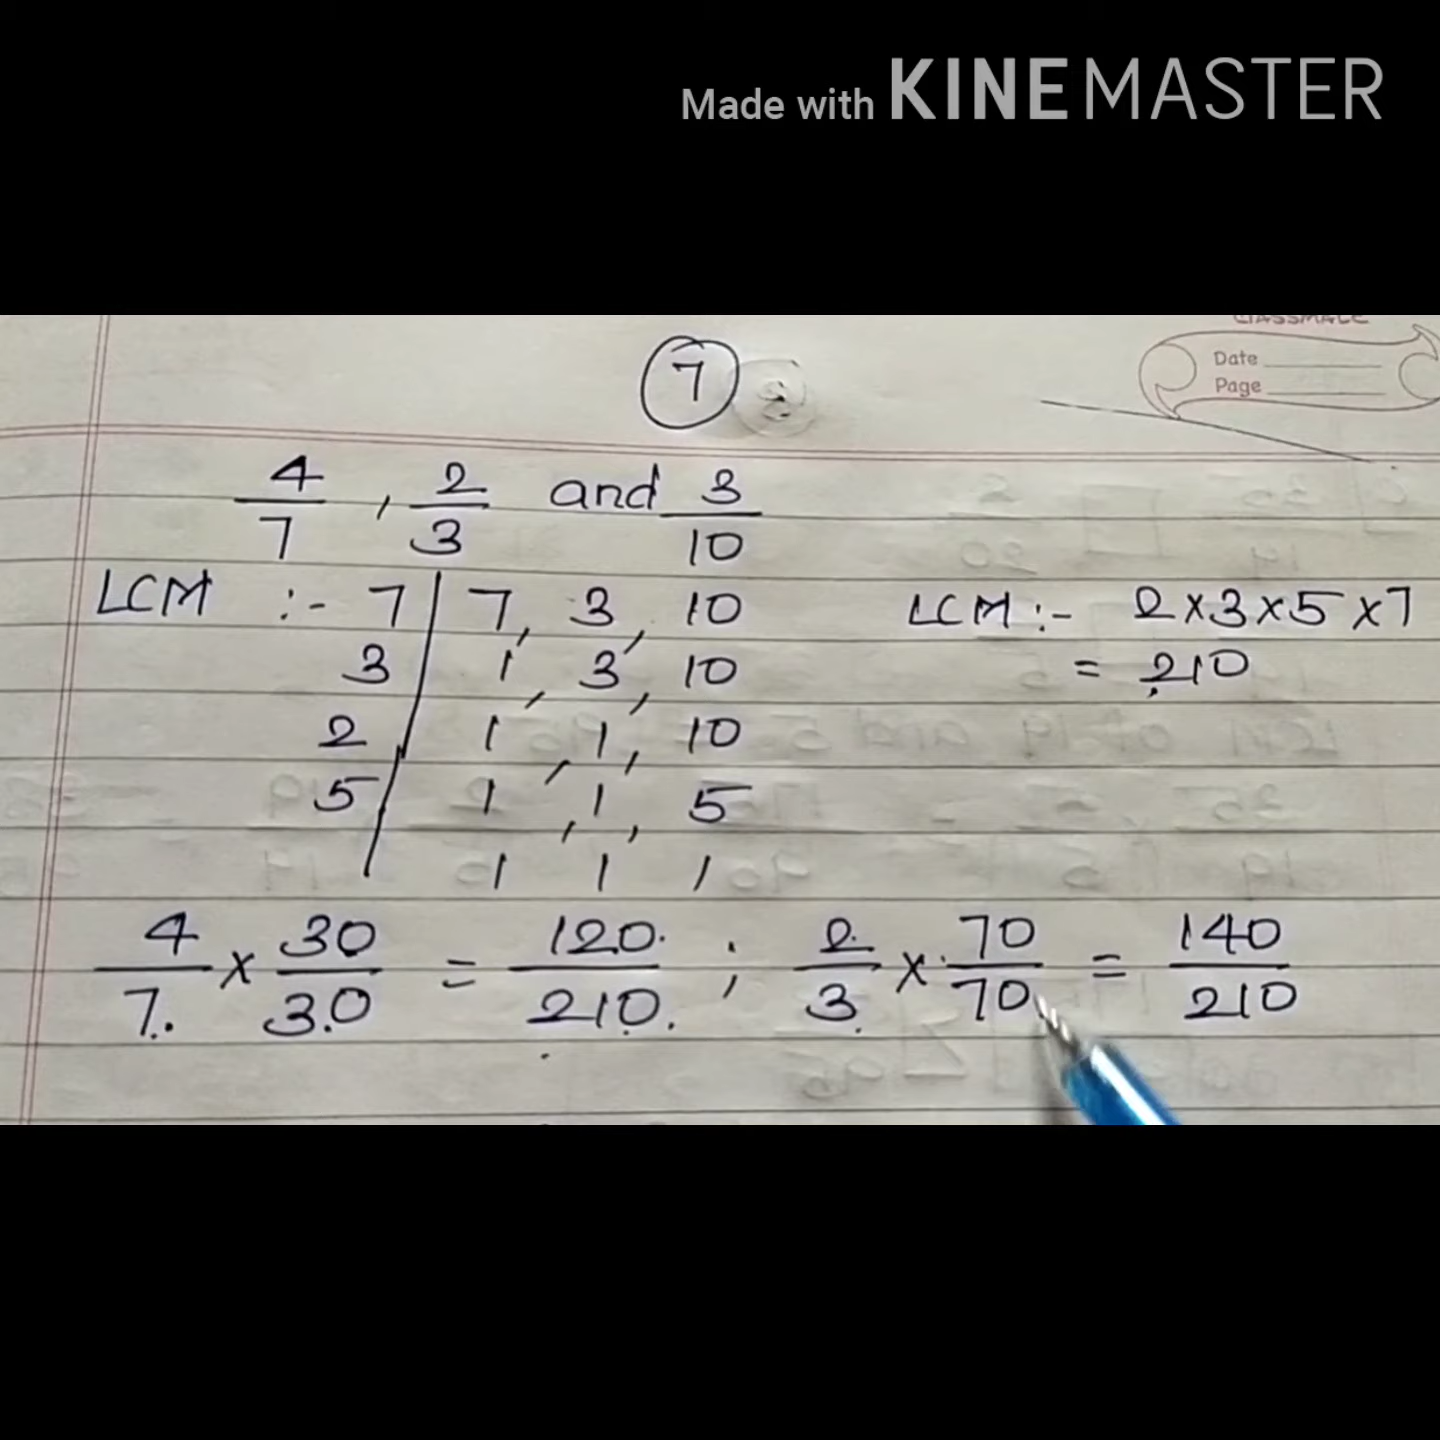 Made with KINEMASTER
CLASSMATE
7
Date
Page
4/7 , 2/3 and 3/10
LCM :- 7 | 7, 3, 10 LCM :- 2×3×5×7
3 | 1, 3, 10 = 210
2 | 1, 1, 10
5 | 1, 1, 5
1 1 1
4/7 × 30/30 = 120/210 ; 2/3 × 70/70 = 140/210